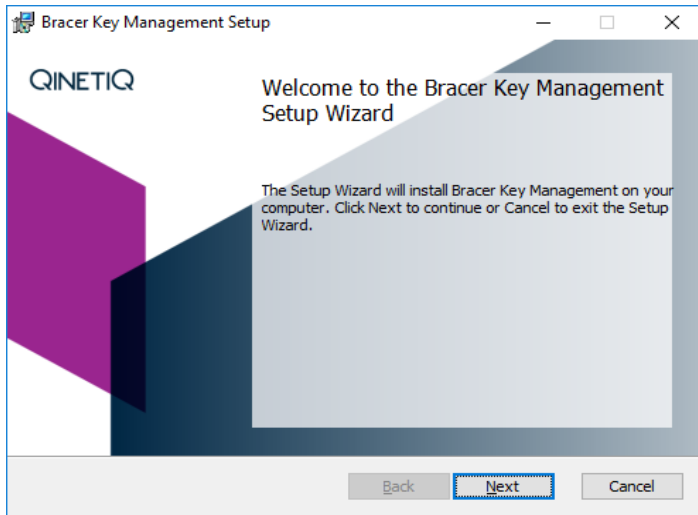 Bracer Key Management Setup
QINETIQ
Welcome to the Bracer Key Management
Setup Wizard
The Setup Wizard will install Bracer Key Management on your
computer. Click Next to continue or Cancel to exit the Setup
Wizard.
Back
Next
Cancel